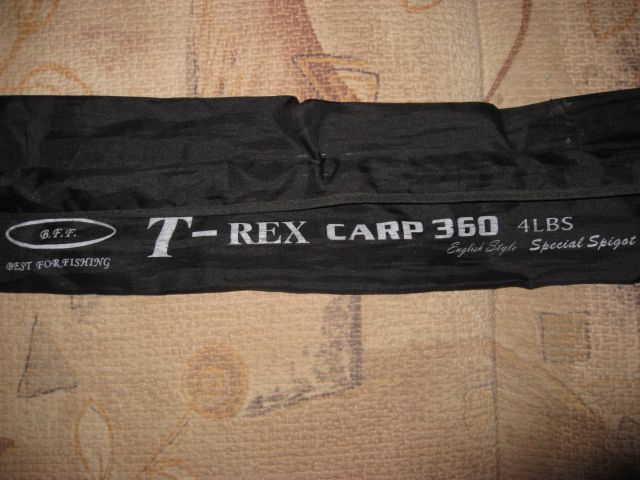 B.F.F.
BEST FOR.FISHING
T-REX CARP 360 4LBS
English Style Special Spigot